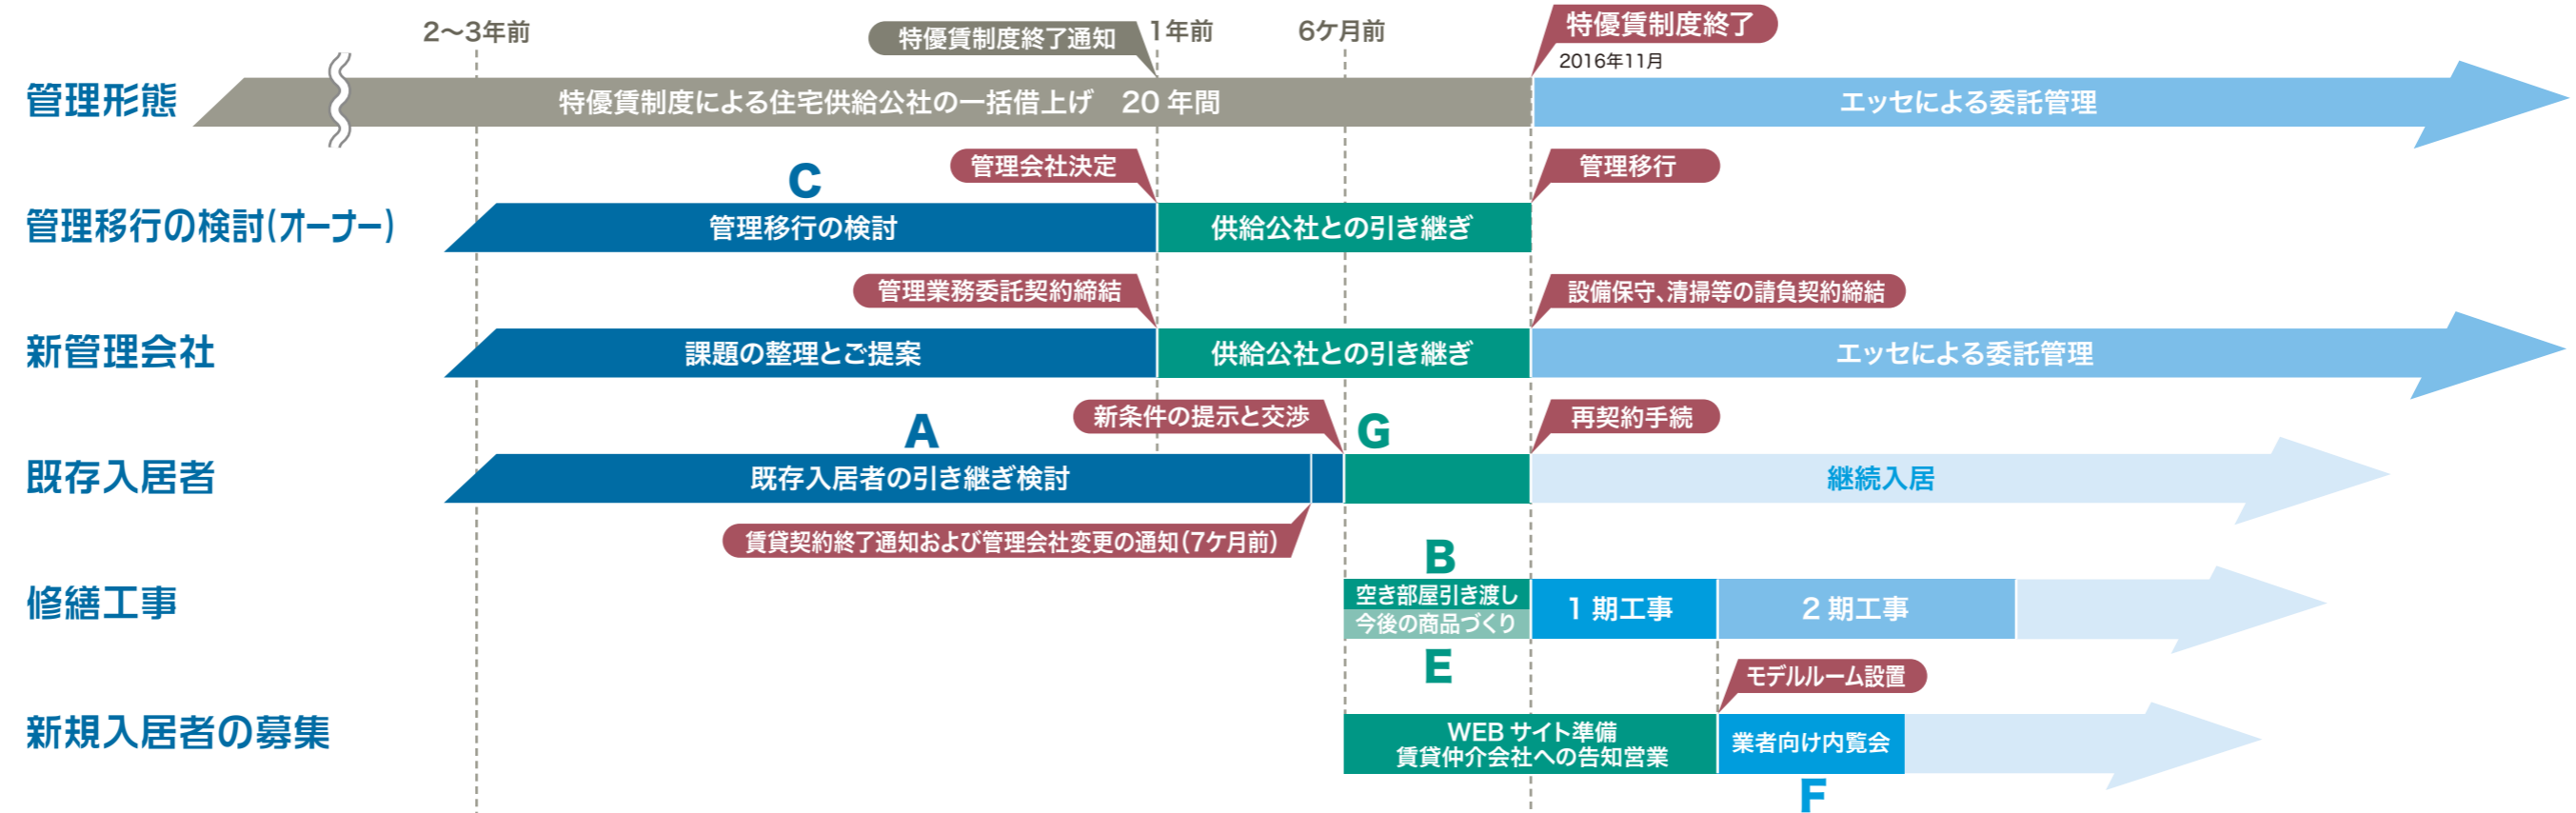 2〜3年前
特優賃制度終了通知
1年前
6ケ月前
特優賃制度終了
2016年11月
管理形態
特優賃制度による住宅供給公社の一括借上げ　20 年間
エッセによる委託管理
C
管理会社決定
管理移行
管理移行の検討(オーナー)
管理移行の検討
供給公社との引き継ぎ
管理業務委託契約締結
設備保守、清掃等の請負契約締結
新管理会社
課題の整理とご提案
供給公社との引き継ぎ
エッセによる委託管理
A
新条件の提示と交渉
G
再契約手続
既存入居者
既存入居者の引き継ぎ検討
継続入居
賃貸契約終了通知および管理会社変更の通知(7ケ月前)
B
修繕工事
空き部屋引き渡し
今後の商品づくり
1 期工事
2 期工事
E
モデルルーム設置
新規入居者の募集
WEB サイト準備
賃貸仲介会社への告知営業
業者向け内覧会
F